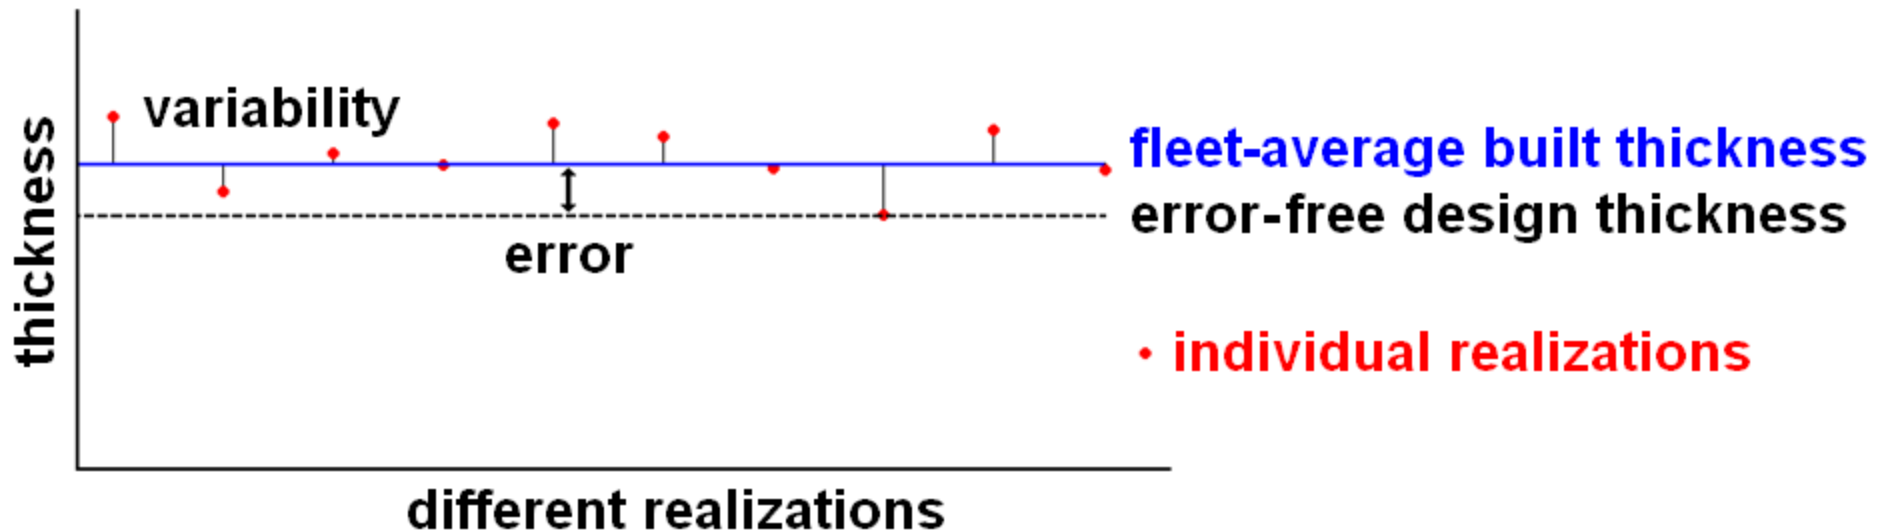 variability
fleet-average built thickness
error-free design thickness
error
thickness
individual realizations
different realizations